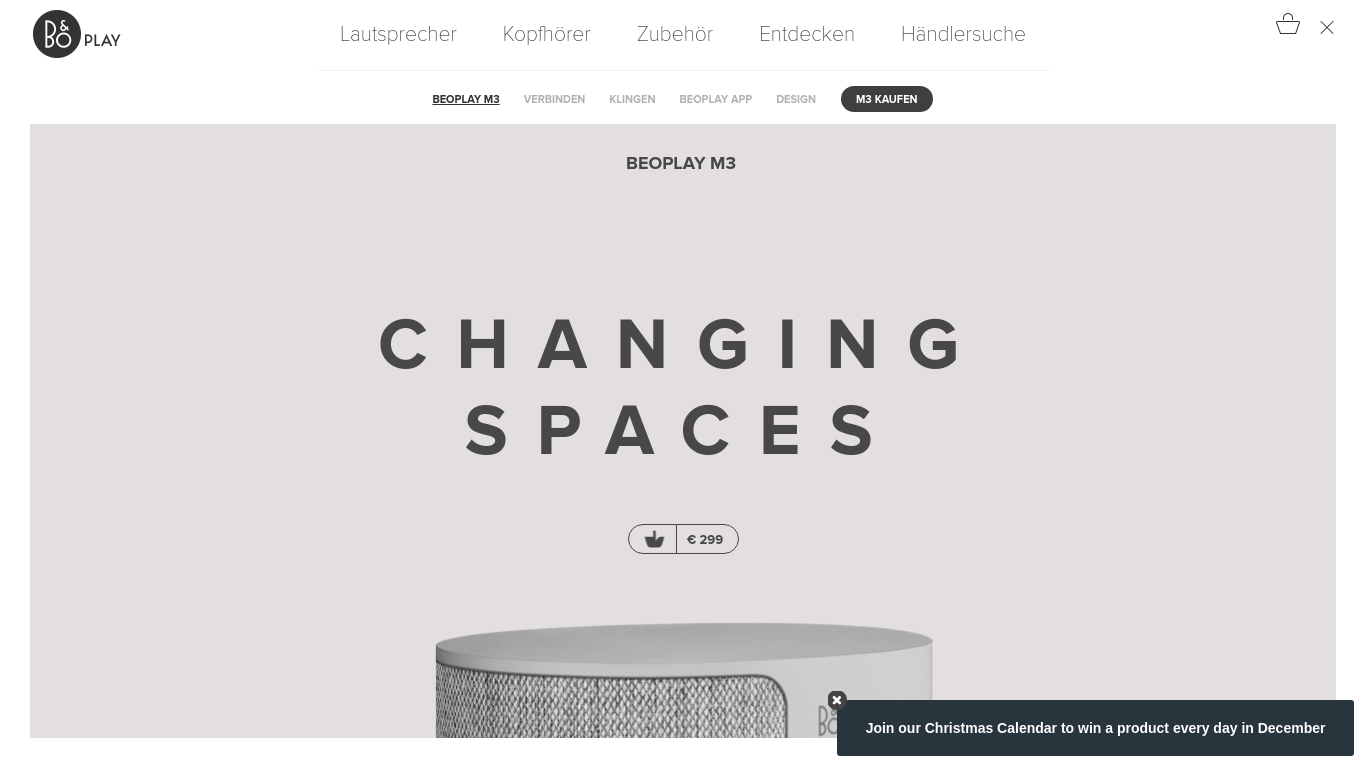 B&O PLAY
Lautsprecher Kopfhörer Zubehör Entdecken Händlersuche
BEOPLAY M3 VERBINDEN KLINGEN BEOPLAY APP DESIGN M3 KAUFEN
BEOPLAY M3
CHANGING
SPACES
€ 299
B&O
Join our Christmas Calendar to win a product every day in December